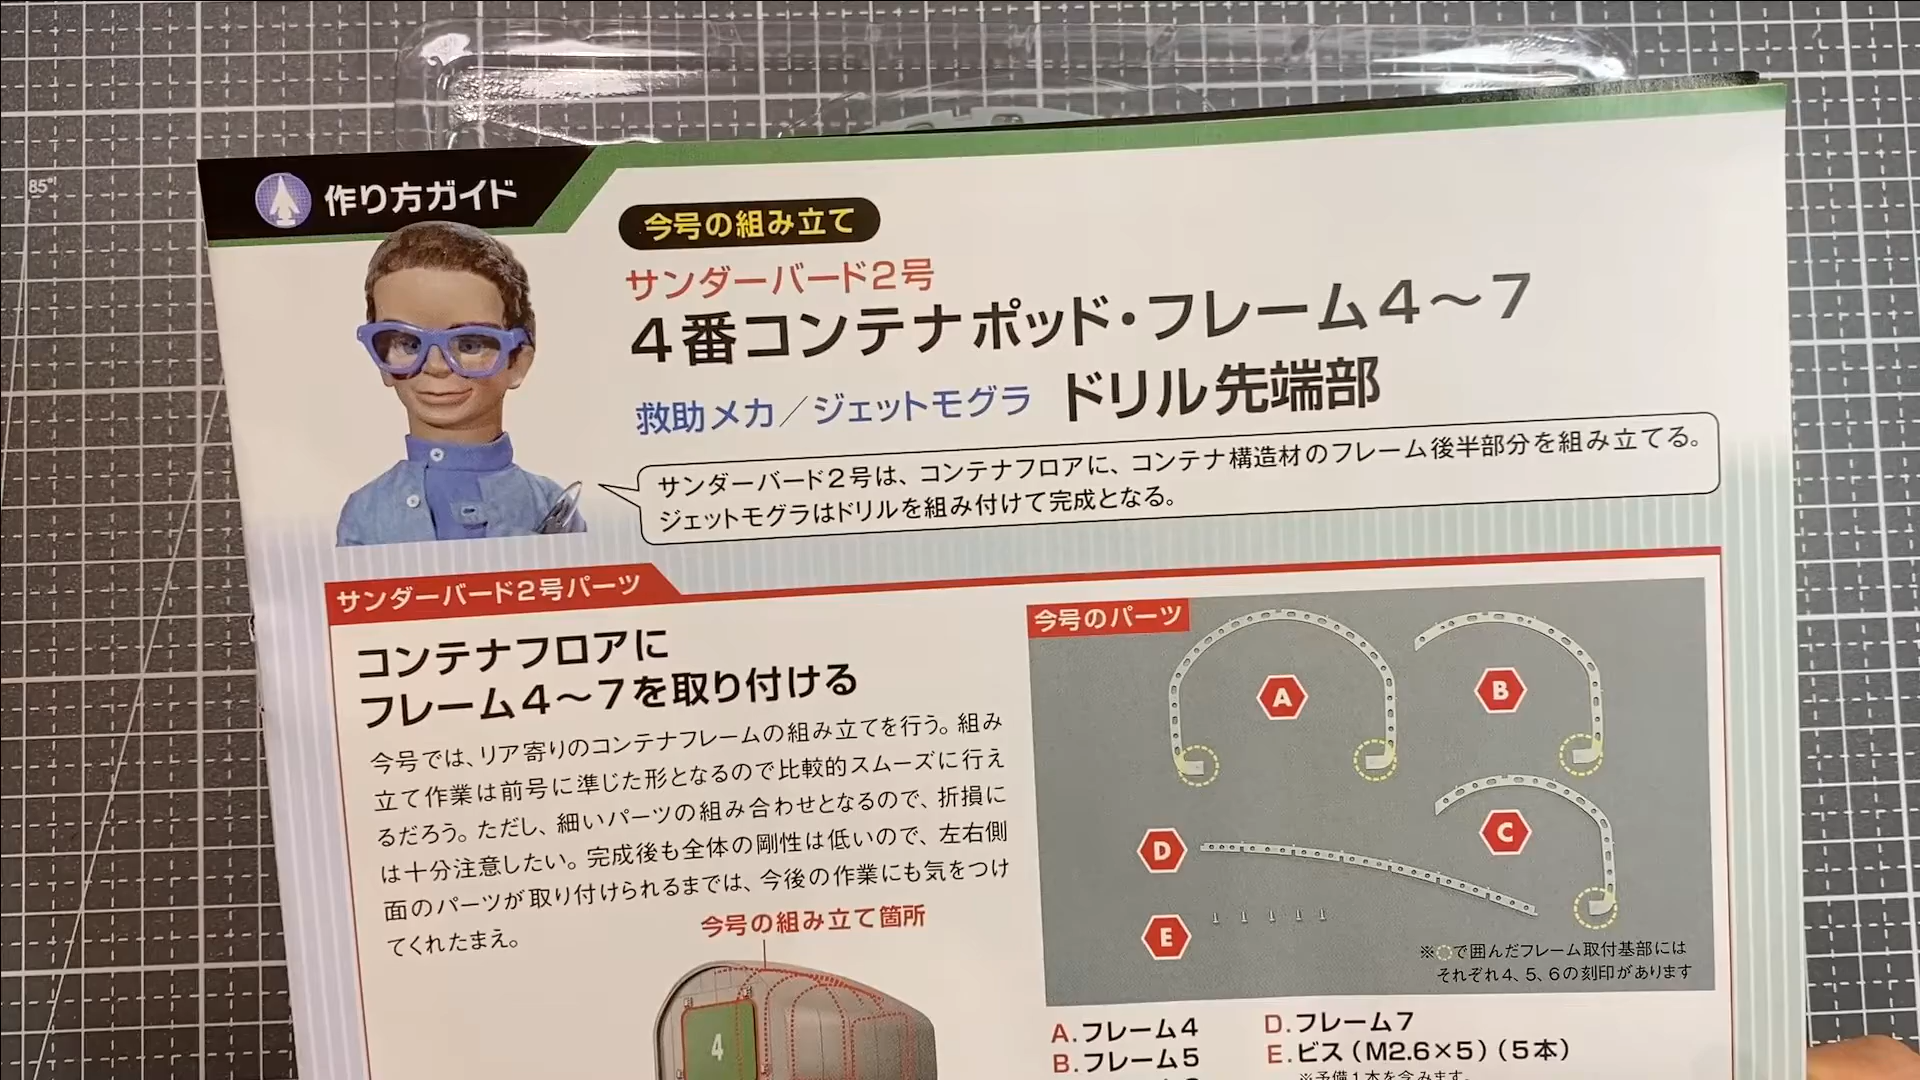 85°
作り方ガイド
今号の組み立て
サンダーバード2号
4番コンテナポッド・フレーム4〜7
救助メカ／ジェットモグラ ドリル先端部
サンダーバード2号は、コンテナフロアに、コンテナ構造材のフレーム後半部分を組み立てる。
ジェットモグラはドリルを組み付けて完成となる。
サンダーバード2号パーツ
コンテナフロアに
フレーム4〜7を取り付ける
今号では、リア寄りのコンテナフレームの組み立てを行う。組み
立て作業は前号に準じた形となるので比較的スムーズに行え
るだろう。ただし、細いパーツの組み合わせとなるので、折損に
は十分注意したい。完成後も全体の剛性は低いので、左右側
面のパーツが取り付けられるまでは、今後の作業にも気をつけ
てくれたまえ。
今号の組み立て箇所
4
今号のパーツ
A
B
C
D
E
※◌で囲んだフレーム取付基部には
それぞれ4、5、6の刻印があります
A.フレーム4
B.フレーム5
D.フレーム7
E.ビス（M2.6×5）（5本）
※予備1本を含みます。